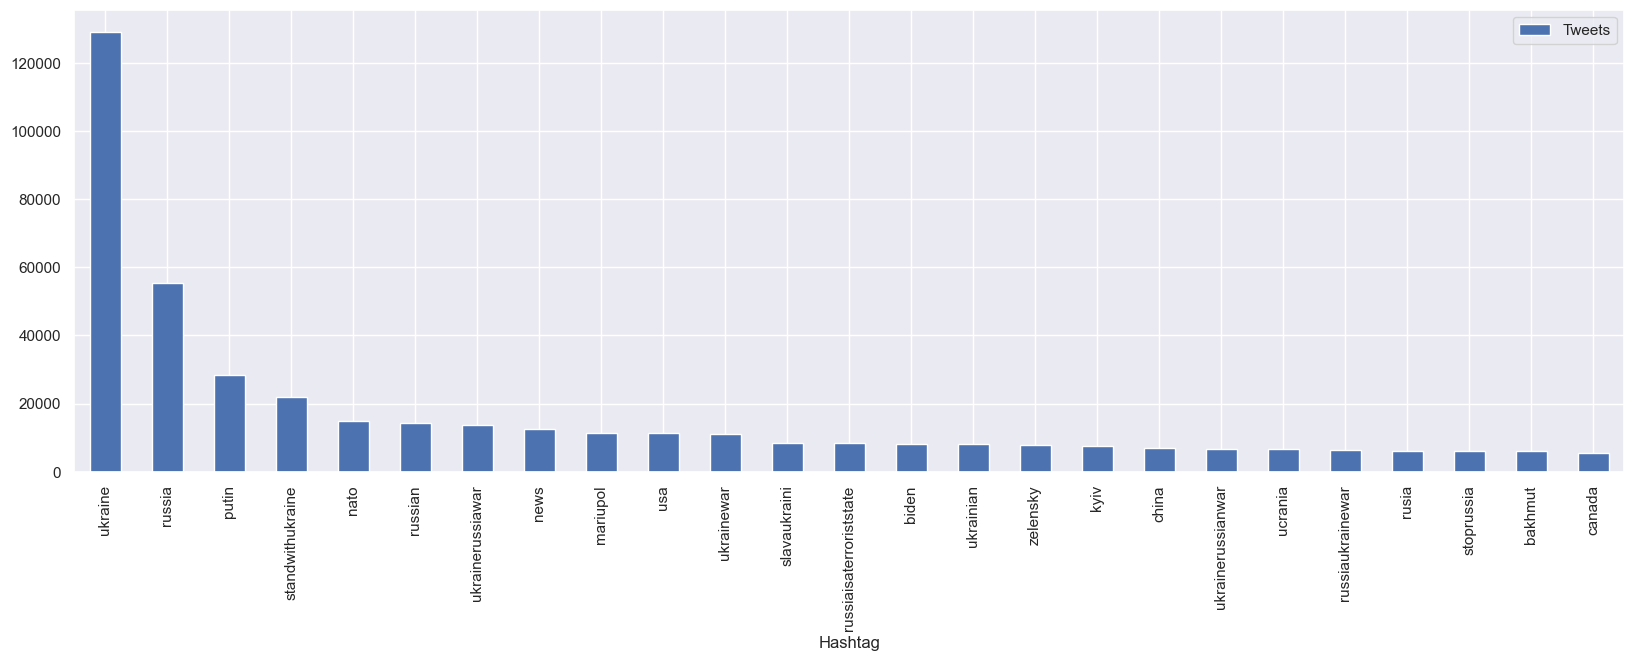 Tweets
120000
100000
80000
60000
40000
20000
0
ukraine
russia
putin
standwithukraine
nato
russian
ukrainerussiawar
news
mariupol
usa
ukrainewar
slavaukraini
russiaisaterroriststate
biden
ukrainian
zelensky
kyiv
china
ukrainerussianwar
ucrania
russiaukrainewar
rusia
stoprussia
bakhmut
canada
Hashtag